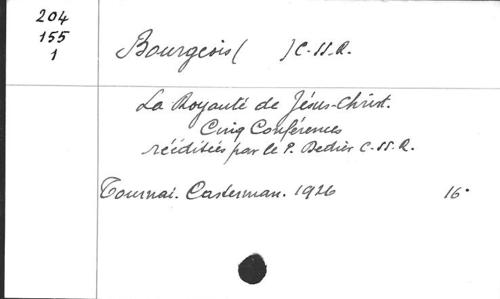 204
155
1
Bourgeois ( ) C.SS.R.
La Royauté de Jésus-Christ.
Cinq Conférences
rééditées par le P. Dedier C.SS.R.
Tournai. Casterman. 1926 16°